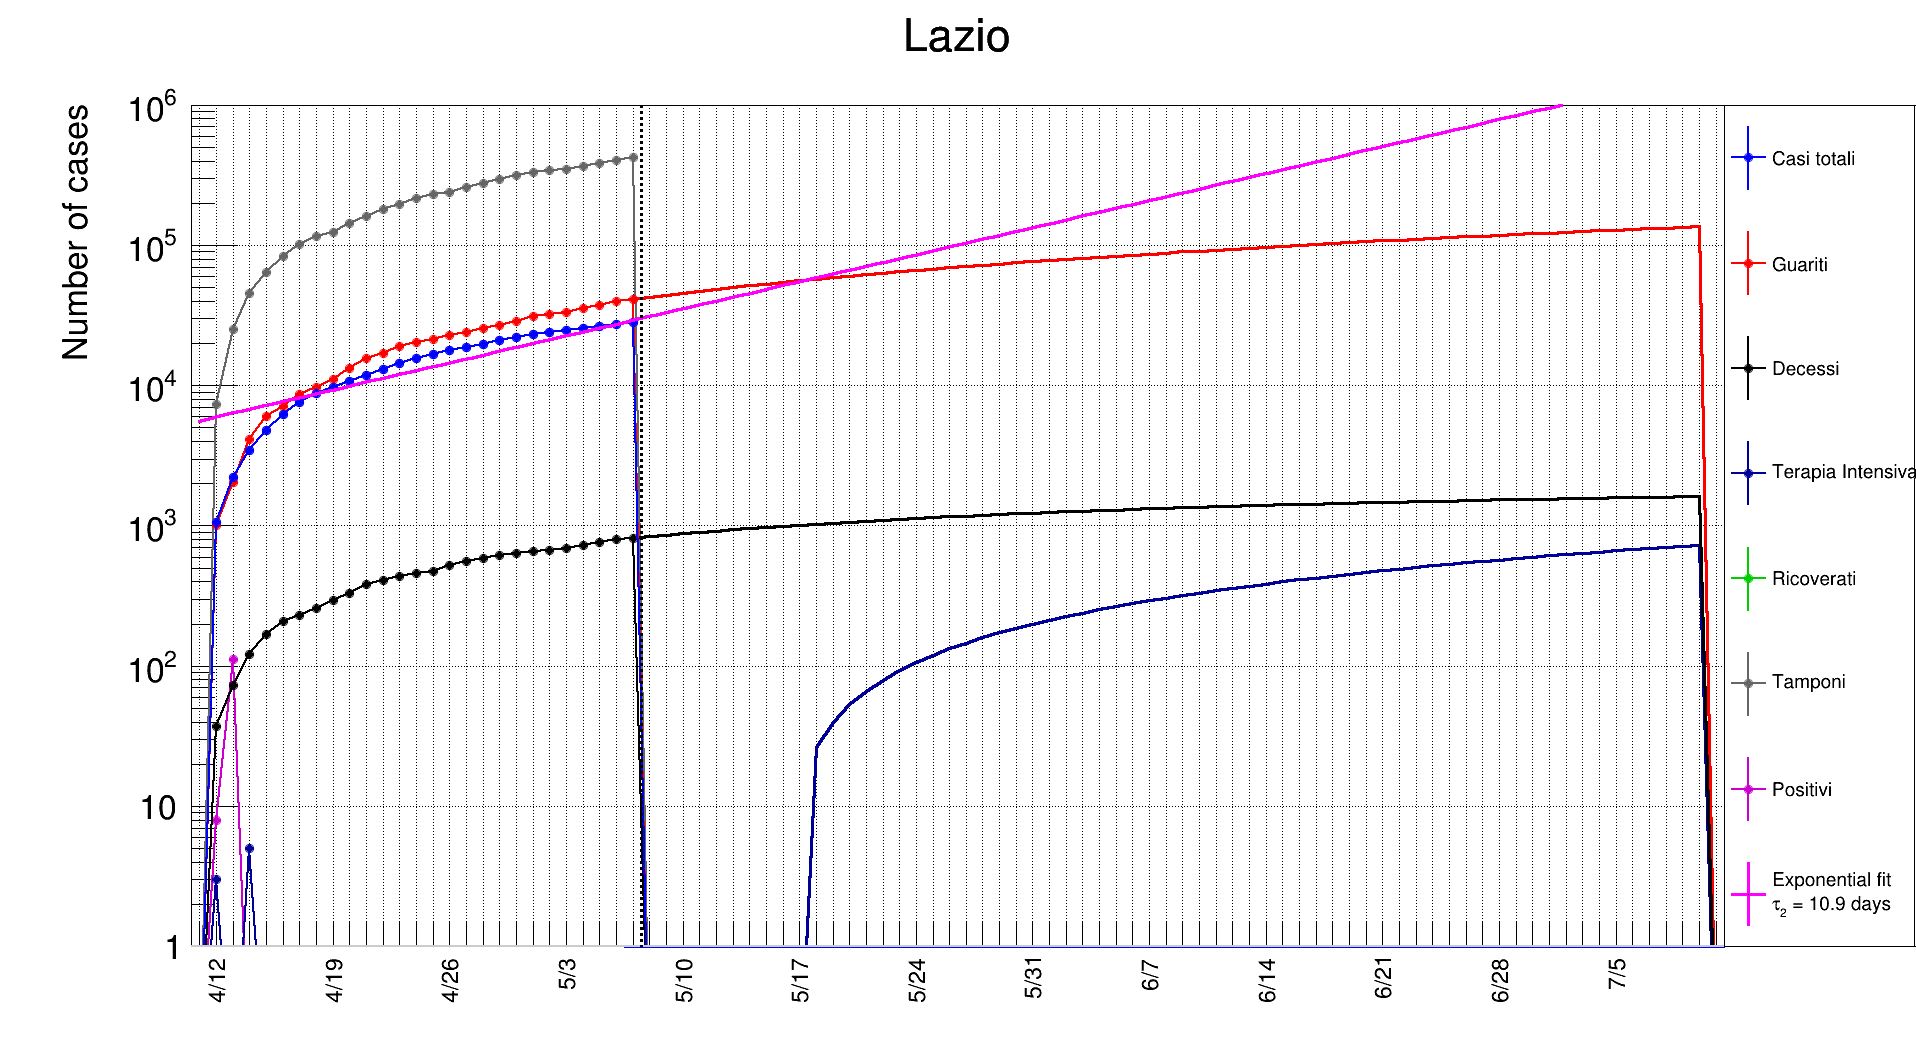 Lazio
Number of cases
10^6
10^5
10^4
10^3
10^2
10
1
4/12
4/19
4/26
5/3
5/10
5/17
5/24
5/31
6/7
6/14
6/21
6/28
7/5
Casi totali
Guariti
Decessi
Terapia Intensiva
Ricoverati
Tamponi
Positivi
Exponential fit
τ₂ = 10.9 days